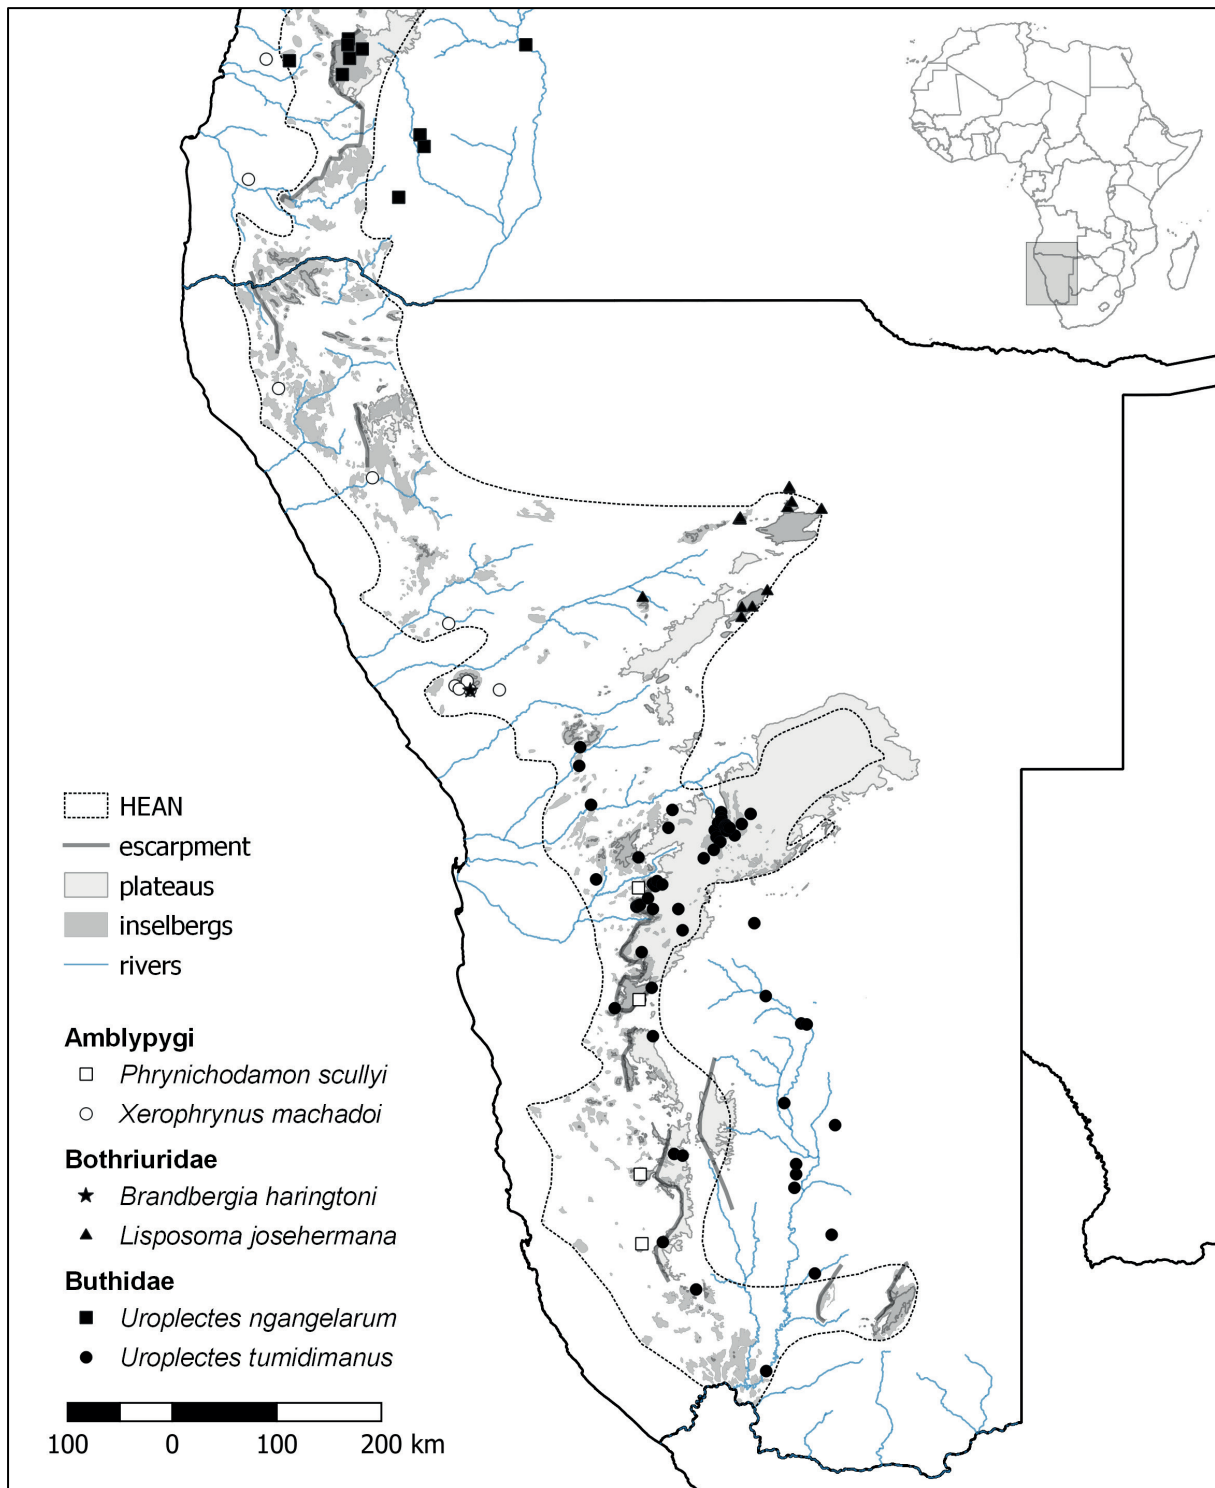 HEAN
escarpment
plateaus
inselbergs
rivers
Amblypygi
Phrynichodamon scullyi
Xerophrynus machadoi
Bothriuridae
Brandbergia haringtoni
Lisposoma josehermana
Buthidae
Uroplectes ngangelarum
Uroplectes tumidimanus
100 0 100 200 km